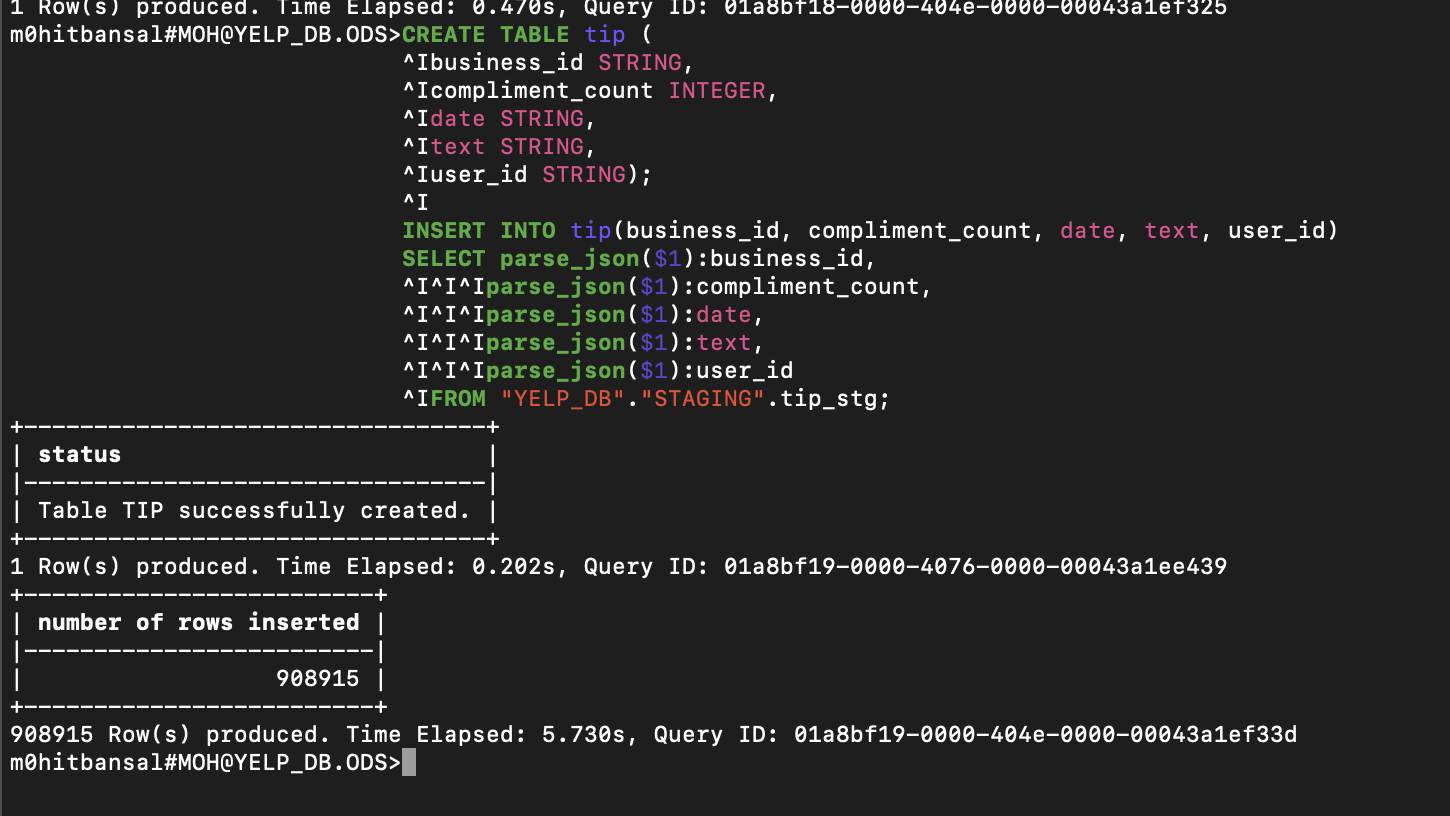 1 Row(s) produced. Time Elapsed: 0.470s, Query ID: 01a8bf18-0000-404e-0000-00043a1ef325
m0hitbansal#MOH@YELP_DB.ODS>CREATE TABLE tip (
^Ibusiness_id STRING,
^Icompliment_count INTEGER,
^Idate STRING,
^Itext STRING,
^Iuser_id STRING);
^I
INSERT INTO tip(business_id, compliment_count, date, text, user_id)
SELECT parse_json($1):business_id,
^I^I^Iparse_json($1):compliment_count,
^I^I^Iparse_json($1):date,
^I^I^Iparse_json($1):text,
^I^I^Iparse_json($1):user_id
^IFROM "YELP_DB"."STAGING".tip_stg;
+---------------------------------+
| status                          |
|---------------------------------|
| Table TIP successfully created. |
+---------------------------------+
1 Row(s) produced. Time Elapsed: 0.202s, Query ID: 01a8bf19-0000-4076-0000-00043a1ee439
+-------------------------+
| number of rows inserted |
|-------------------------|
|                  908915 |
+-------------------------+
908915 Row(s) produced. Time Elapsed: 5.730s, Query ID: 01a8bf19-0000-404e-0000-00043a1ef33d
m0hitbansal#MOH@YELP_DB.ODS>